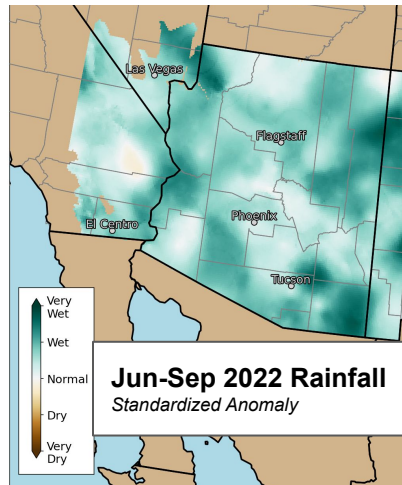 Las Vegas
Flagstaff
Phoenix
El Centro
Tucson
Very
Wet
Wet
Normal
Dry
Very
Dry
Jun-Sep 2022 Rainfall
Standardized Anomaly